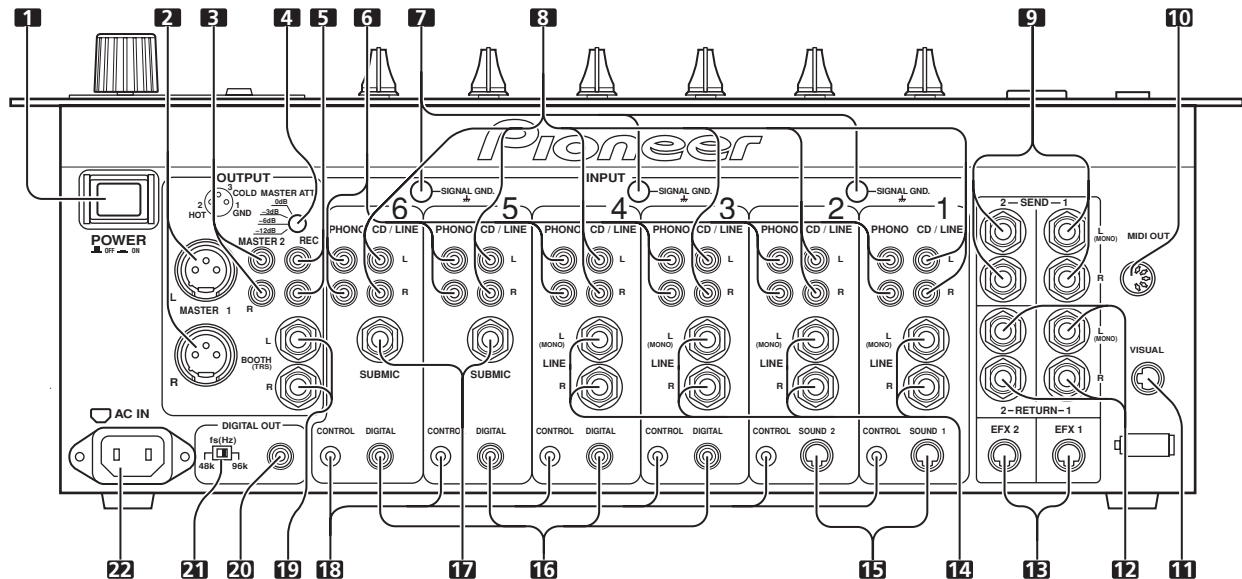 1 2 3 4 5 6 7 8 9 10
Pioneer
OUTPUT
INPUT
3
COLD
2
HOT
1
GND
MASTER ATT.
0dB
–3dB
–6dB
–12dB
POWER
OFF ON
MASTER 2
REC
L
R
MASTER 1
L
R
BOOTH
(TRS)
L
R
SIGNAL GND.
SIGNAL GND.
SIGNAL GND.
6 5 4 3 2 1
PHONO CD / LINE PHONO CD / LINE PHONO CD / LINE PHONO CD / LINE PHONO CD / LINE PHONO CD / LINE
L L L L L L
R R R R R R
SUBMIC SUBMIC
L L L L
(MONO) (MONO) (MONO) (MONO)
LINE LINE LINE LINE
R R R R
2 — SEND — 1
L
(MONO)
R
L
(MONO)
R
2 – RETURN – 1
MIDI OUT
VISUAL
EFX 2 EFX 1
AC IN
DIGITAL OUT
fs(Hz)
48k 96k
CONTROL DIGITAL CONTROL DIGITAL CONTROL DIGITAL CONTROL DIGITAL CONTROL SOUND 2 CONTROL SOUND 1
22 21 20 19 18 17 16 15 14 13 12 11